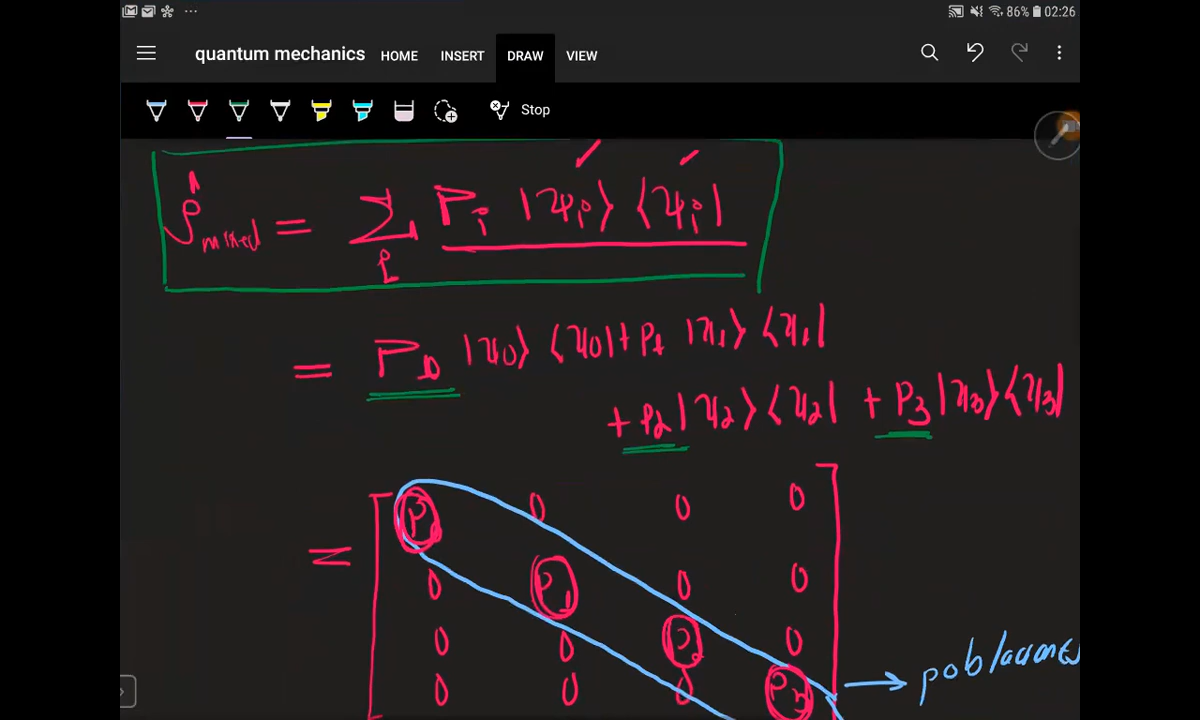 86% 02:26
quantum mechanics HOME INSERT DRAW VIEW
Stop
ρ̂mixed = Σi Pi |ψi⟩⟨ψi|
= P0 |ψ0⟩⟨ψ0| + P1 |ψ1⟩⟨ψ1|
+ P2 |ψ2⟩⟨ψ2| + P3 |ψ3⟩⟨ψ3|
P0 0 0 0
= 0 P1 0 0
0 0 P2 0
0 0 0 P3 → poblaciones